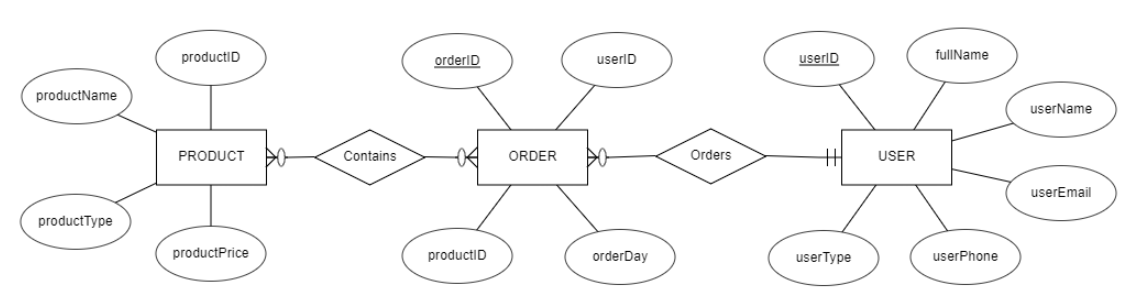 productID
productName
PRODUCT
productType
productPrice
Contains
orderID
userID
ORDER
productID
orderDay
Orders
userID
fullName
userName
USER
userEmail
userType
userPhone